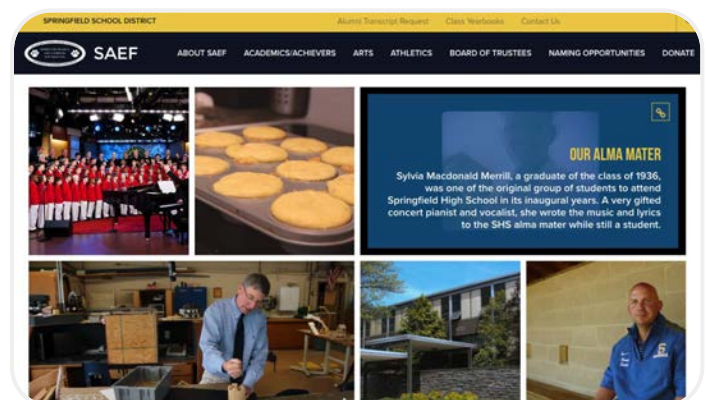 SPRINGFIELD SCHOOL DISTRICT
Alumni Transcript Request
Class Yearbooks
Contact Us
SAEF
ABOUT SAEF
ACADEMICS/ACHIEVERS
ARTS
ATHLETICS
BOARD OF TRUSTEES
NAMING OPPORTUNITIES
DONATE
OUR ALMA MATER
Sylvia Macdonald Merrill, a graduate of the class of 1936,
was one of the original group of students to attend
Springfield High School in its inaugural years. A very gifted
concert pianist and vocalist, she wrote the music and lyrics
to the SHS alma mater while still a student.